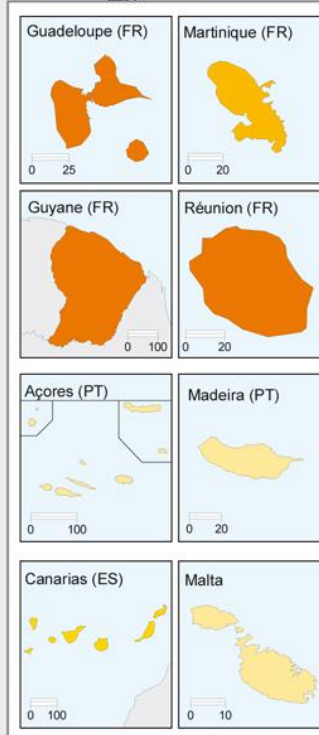 Guadeloupe (FR)
0 25
Martinique (FR)
0 20
Guyane (FR)
0 100
Réunion (FR)
0 20
Açores (PT)
0 100
Madeira (PT)
0 20
Canarias (ES)
0 100
Malta
0 10